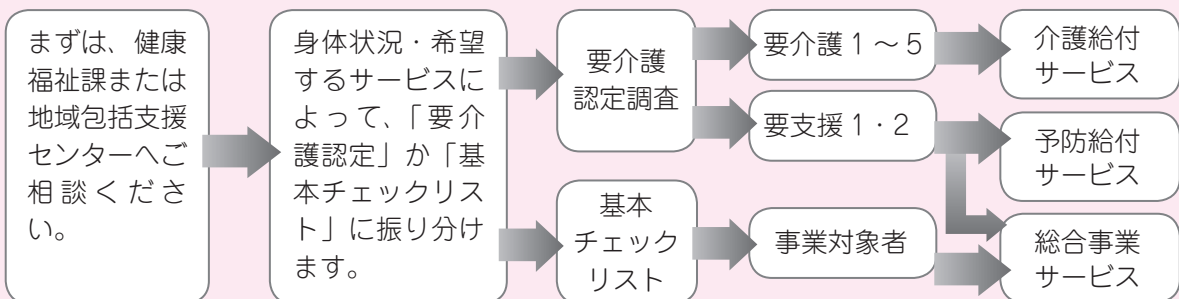 まずは、健康
福祉課または
地域包括支援
センターへご
相談くださ
い。
身体状況・希望
するサービスに
よって、「要介
護認定」か「基
本チェックリス
ト」に振り分け
ます。
要介護
認定調査
基本
チェック
リスト
要介護1～5
要支援1・2
事業対象者
介護給付
サービス
予防給付
サービス
総合事業
サービス